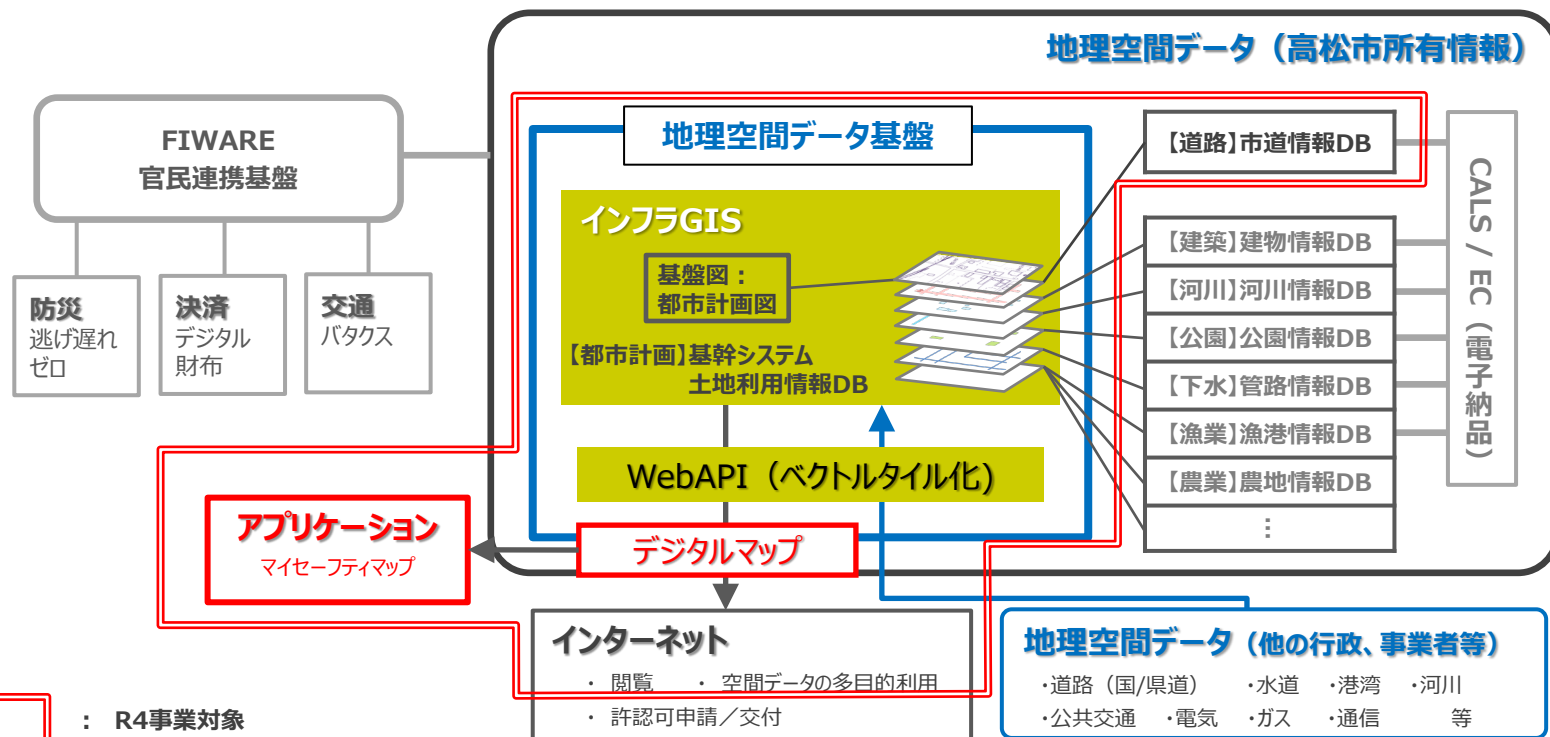 地理空間データ（高松市所有情報）
FIWARE
官民連携基盤
防災
逃げ遅れ
ゼロ
決済
デジタル
財布
交通
バタクス
地理空間データ基盤
インフラGIS
基盤図：
都市計画図
【都市計画】基幹システム
土地利用情報DB
WebAPI（ベクトルタイル化）
デジタルマップ
アプリケーション
マイセーフティマップ
【道路】市道情報DB
【建築】建物情報DB
【河川】河川情報DB
【公園】公園情報DB
【下水】管路情報DB
【漁業】漁港情報DB
【農業】農地情報DB
⋮
CALS / EC（電子納品）
インターネット
・ 閲覧　・ 空間データの多目的利用
・ 許認可申請／交付
地理空間データ（他の行政、事業者等）
・道路（国/県道）　・水道　・港湾　・河川
・公共交通　・電気　・ガス　・通信　等
： R4事業対象